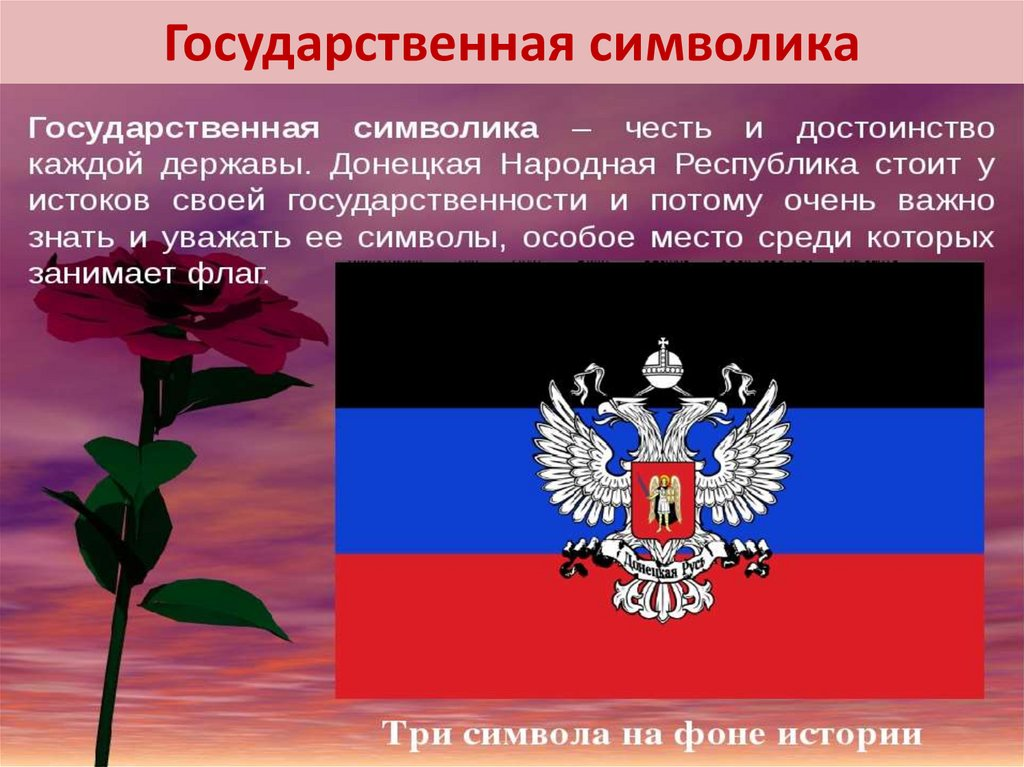 Государственная символика
Государственная символика – честь и достоинство
каждой державы. Донецкая Народная Республика стоит у
истоков своей государственности и потому очень важно
знать и уважать ее символы, особое место среди которых
занимает флаг.
Донецкая Русь
Три символа на фоне истории